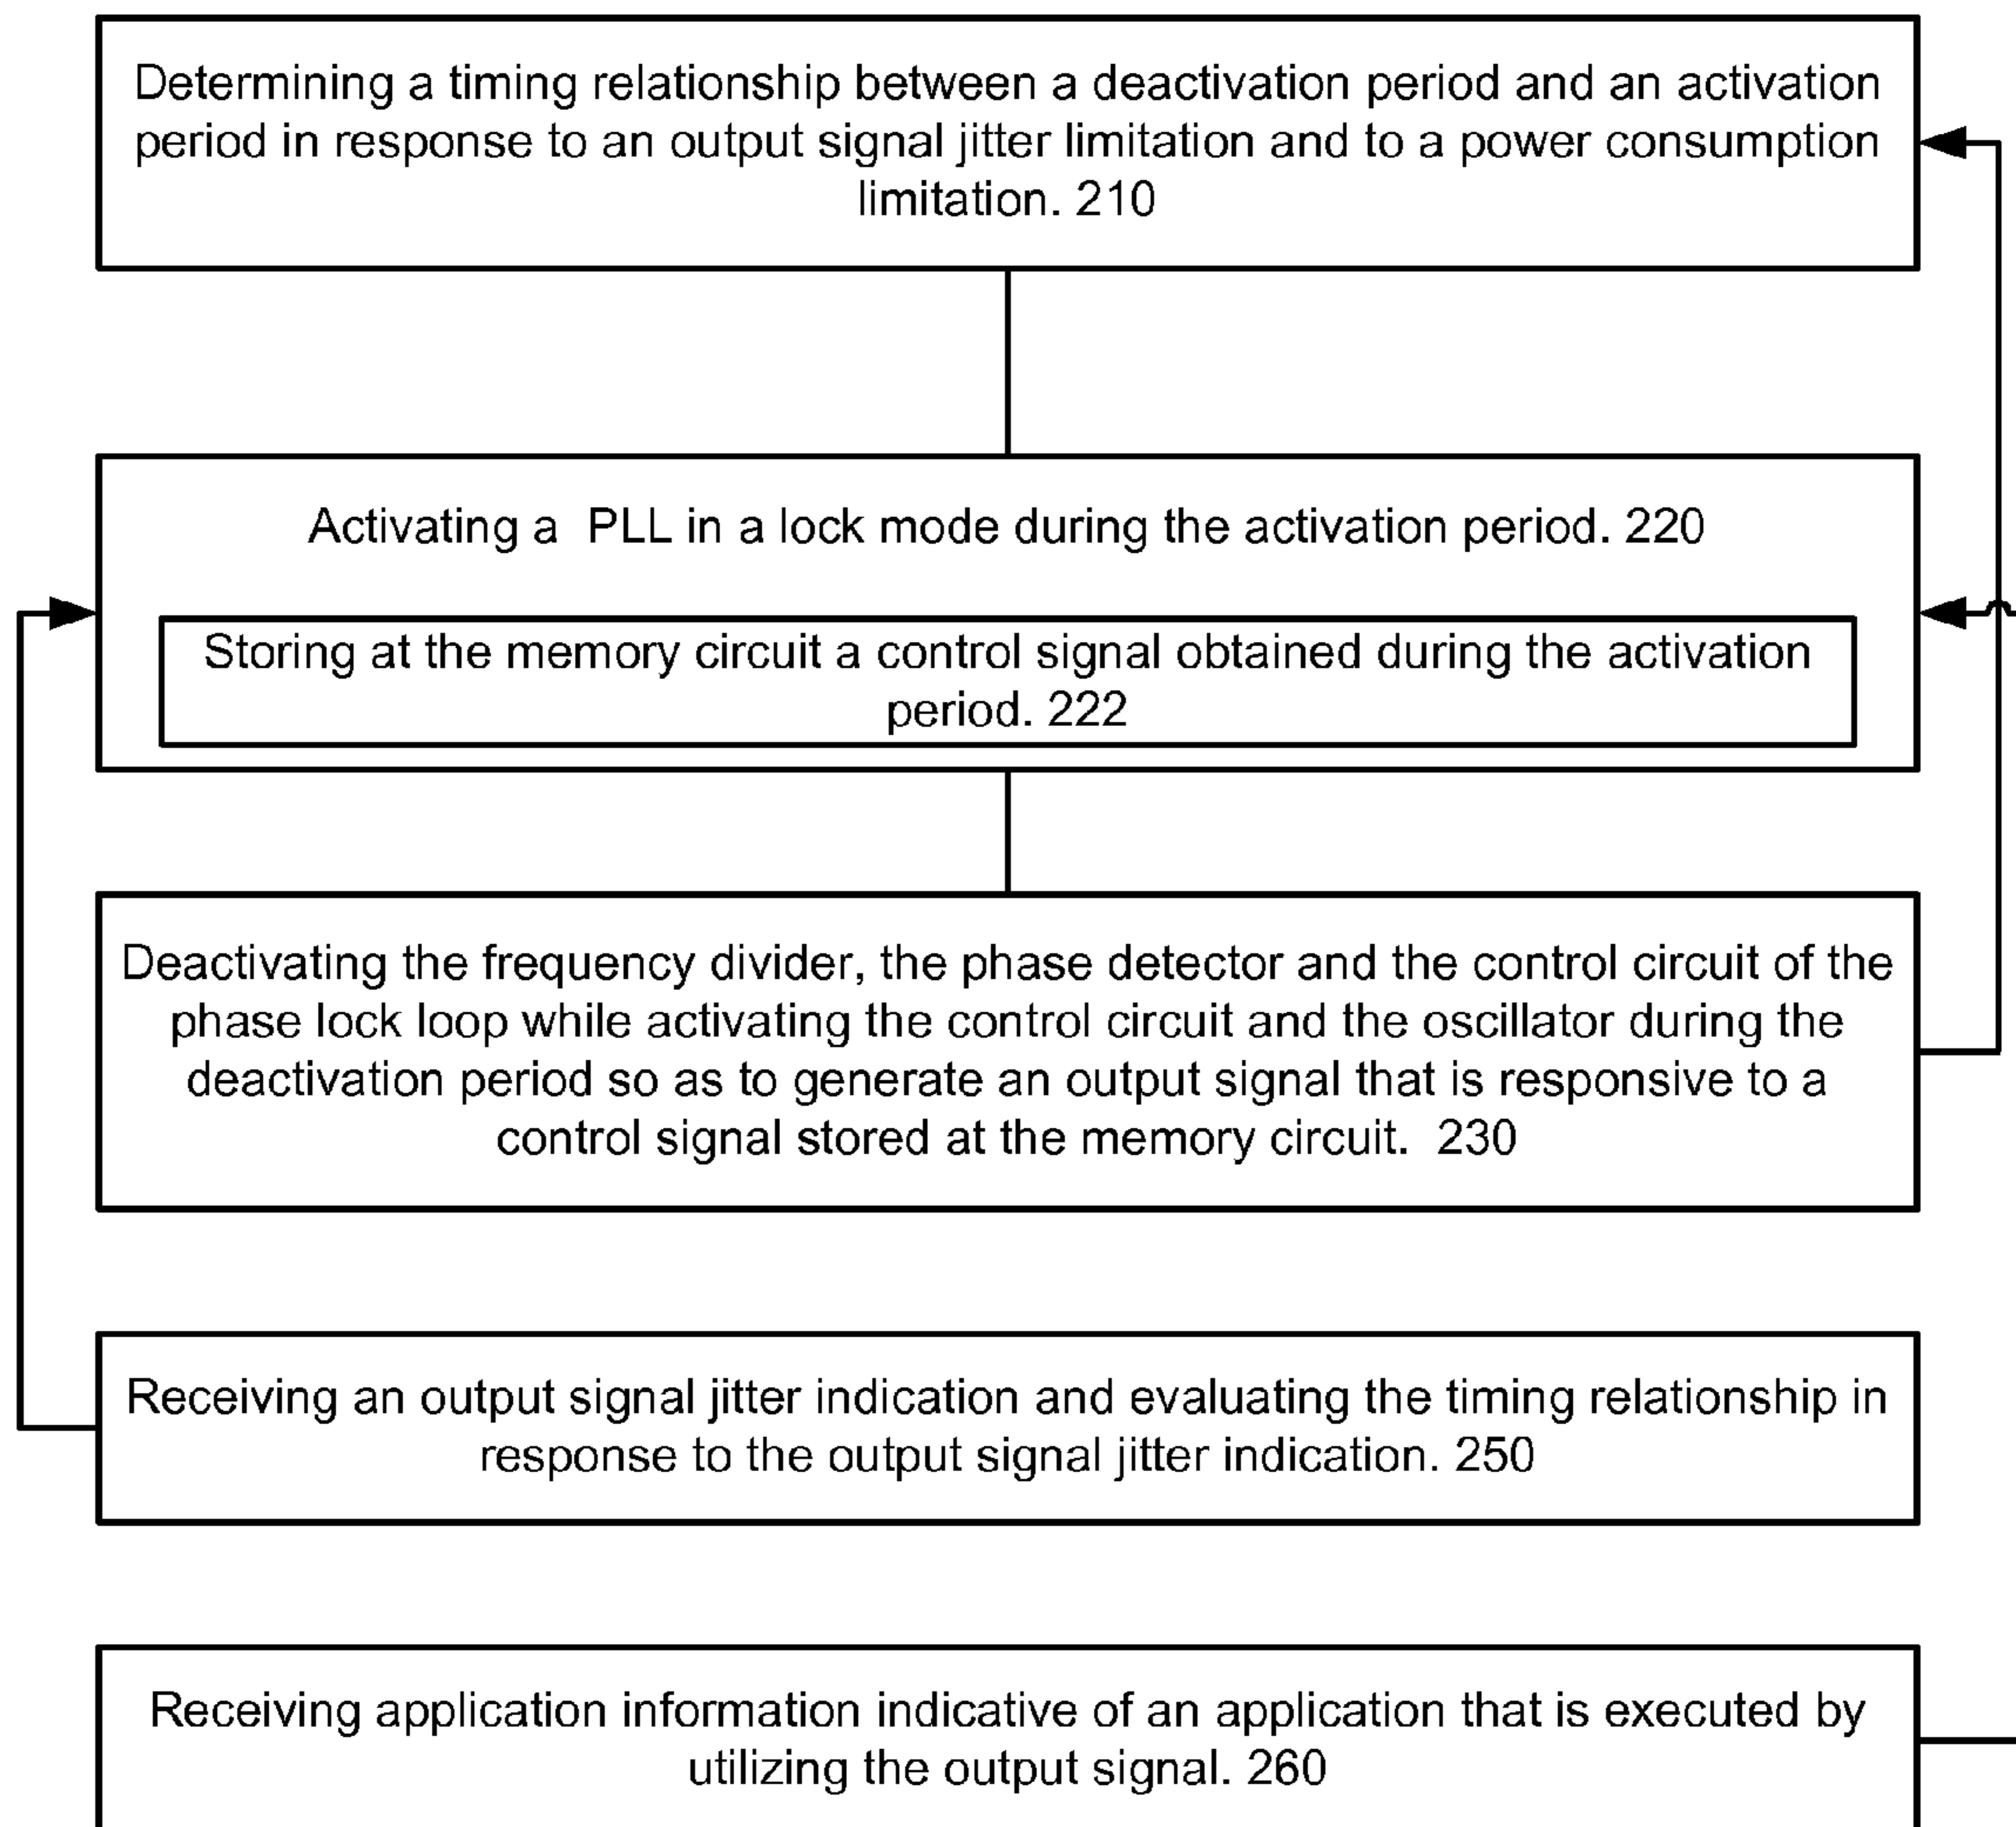 Determining a timing relationship between a deactivation period and an activation
period in response to an output signal jitter limitation and to a power consumption
limitation. 210
Activating a PLL in a lock mode during the activation period. 220
Storing at the memory circuit a control signal obtained during the activation
period. 222
Deactivating the frequency divider, the phase detector and the control circuit of the
phase lock loop while activating the control circuit and the oscillator during the
deactivation period so as to generate an output signal that is responsive to a
control signal stored at the memory circuit. 230
Receiving an output signal jitter indication and evaluating the timing relationship in
response to the output signal jitter indication. 250
Receiving application information indicative of an application that is executed by
utilizing the output signal. 260